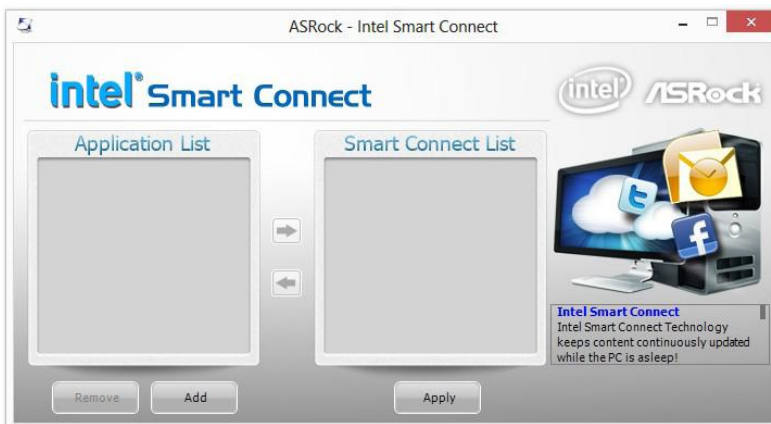 ASRock - Intel Smart Connect
intel® Smart Connect
intel® ASRock
Application List
Smart Connect List
Intel Smart Connect
Intel Smart Connect Technology
keeps content continuously updated
while the PC is asleep!
Remove
Add
Apply